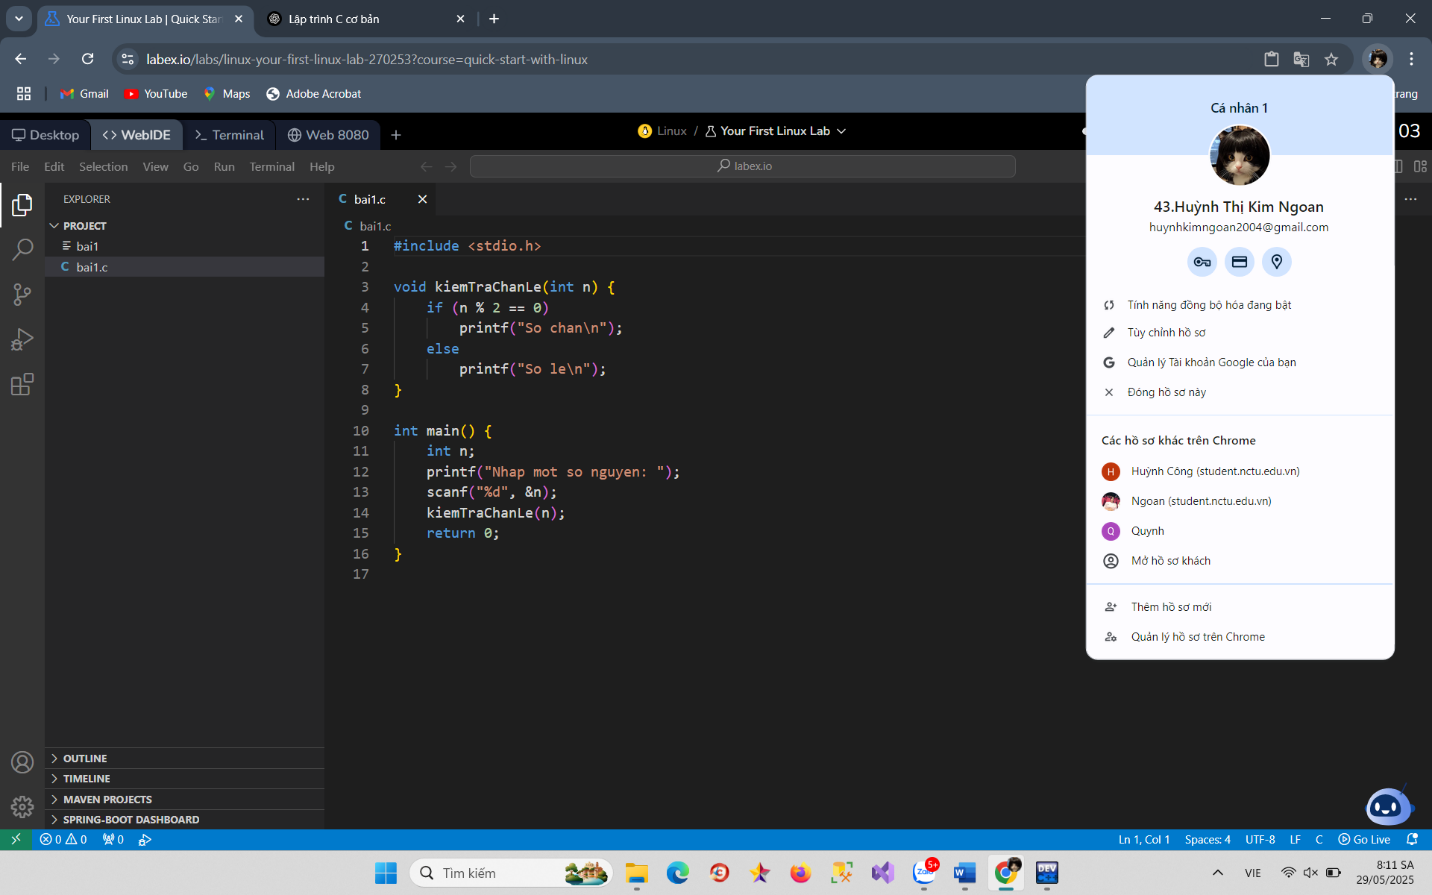 Your First Linux Lab | Quick Star
Lập trình C cơ bản
labex.io/labs/linux-your-first-linux-lab-270253?course=quick-start-with-linux
Gmail
YouTube
Maps
Adobe Acrobat
trang
Desktop
WebIDE
Terminal
Web 8080
Linux / Your First Linux Lab
03
File Edit Selection View Go Run Terminal Help
labex.io
EXPLORER
PROJECT
bai1
C bai1.c
OUTLINE
TIMELINE
MAVEN PROJECTS
SPRING-BOOT DASHBOARD
C bai1.c
C bai1.c
1 #include <stdio.h>
2
3 void kiemTraChanLe(int n) {
4 if (n % 2 == 0)
5 printf("So chan\n");
6 else
7 printf("So le\n");
8 }
9
10 int main() {
11 int n;
12 printf("Nhap mot so nguyen: ");
13 scanf("%d", &n);
14 kiemTraChanLe(n);
15 return 0;
16 }
17
Cá nhân 1
43.Huỳnh Thị Kim Ngoan
huynhkimngoan2004@gmail.com
Tính năng đồng bộ hóa đang bật
Tùy chỉnh hồ sơ
G Quản lý Tài khoản Google của bạn
Đóng hồ sơ này
Các hồ sơ khác trên Chrome
H Huỳnh Công (student.nctu.edu.vn)
Ngoan (student.nctu.edu.vn)
Q Quynh
Mở hồ sơ khách
Thêm hồ sơ mới
Quản lý hồ sơ trên Chrome
0 0 0
Ln 1, Col 1 Spaces: 4 UTF-8 LF C Go Live
Tìm kiếm
Zalo
5+
W
DEV
VIE
8:11 SA
29/05/2025